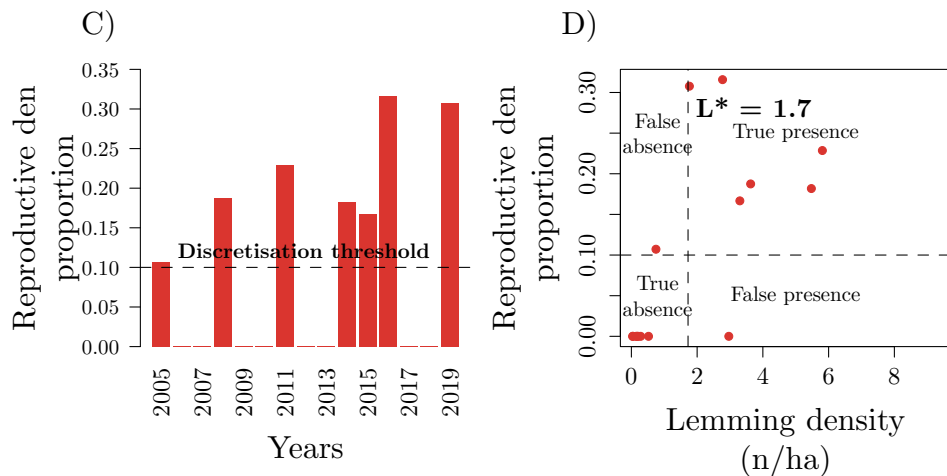 C)
Reproductive den
proportion
0.35
0.30
0.25
0.20
0.15
0.10
0.05
0.00
Discretisation threshold
2005
2007
2009
2011
2013
2015
2017
2019
Years
D)
Reproductive den
proportion
0.30
0.20
0.10
0.00
L* = 1.7
False
absence
True presence
True
absence
False presence
0
2
4
6
8
Lemming density
(n/ha)